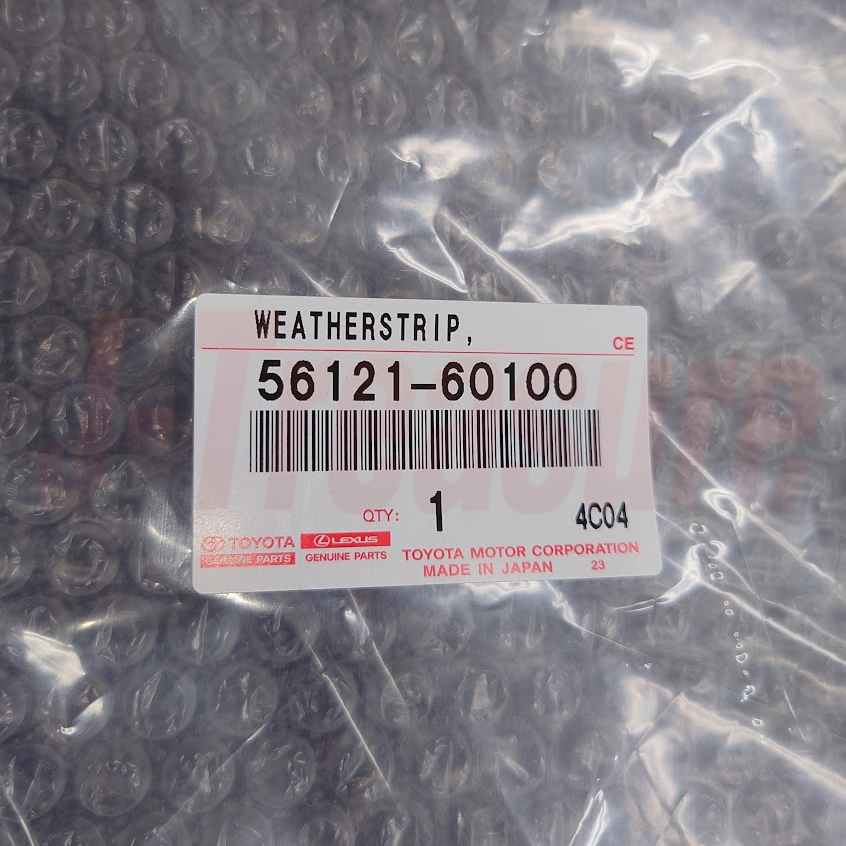 WEATHERSTRIP,
CE
56121-60100
QTY: 1 4C04
TOYOTA LEXUS
GENUINE PARTS GENUINE PARTS
TOYOTA MOTOR CORPORATION
MADE IN JAPAN 23
J-Treasure